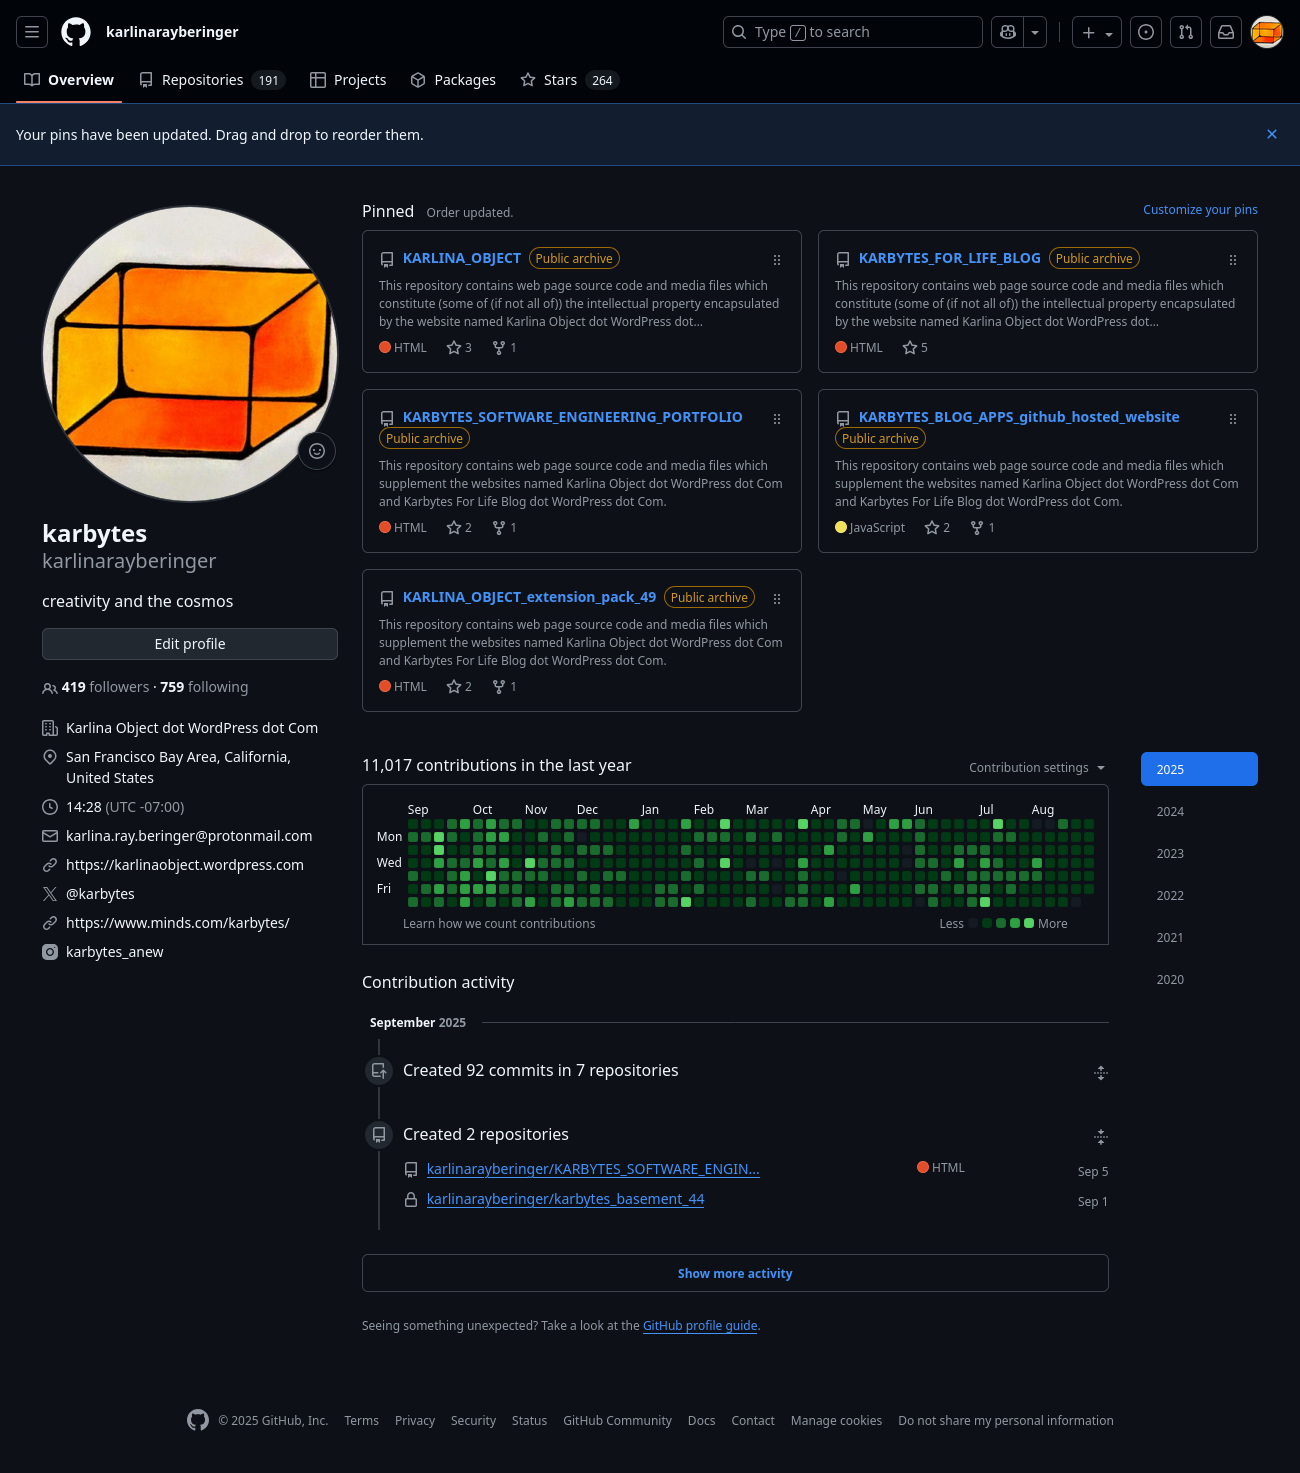 karlinarayberinger
Type / to search
Overview
Repositories 191
Projects
Packages
Stars 264
Your pins have been updated. Drag and drop to reorder them.
karbytes
karlinarayberinger
creativity and the cosmos
Edit profile
419 followers · 759 following
Karlina Object dot WordPress dot Com
San Francisco Bay Area, California,
United States
14:28 (UTC -07:00)
karlina.ray.beringer@protonmail.com
https://karlinaobject.wordpress.com
@karbytes
https://www.minds.com/karbytes/
karbytes_anew
Pinned Order updated.
Customize your pins
KARLINA_OBJECT Public archive
This repository contains web page source code and media files which
constitute (some of (if not all of)) the intellectual property encapsulated
by the website named Karlina Object dot WordPress dot...
HTML 3 1
KARBYTES_FOR_LIFE_BLOG Public archive
This repository contains web page source code and media files which
constitute (some of (if not all of)) the intellectual property encapsulated
by the website named Karlina Object dot WordPress dot...
HTML 5
KARBYTES_SOFTWARE_ENGINEERING_PORTFOLIO
Public archive
This repository contains web page source code and media files which
supplement the websites named Karlina Object dot WordPress dot Com
and Karbytes For Life Blog dot WordPress dot Com.
HTML 2 1
KARBYTES_BLOG_APPS_github_hosted_website
Public archive
This repository contains web page source code and media files which
supplement the websites named Karlina Object dot WordPress dot Com
and Karbytes For Life Blog dot WordPress dot Com.
JavaScript 2 1
KARLINA_OBJECT_extension_pack_49 Public archive
This repository contains web page source code and media files which
supplement the websites named Karlina Object dot WordPress dot Com
and Karbytes For Life Blog dot WordPress dot Com.
HTML 2 1
11,017 contributions in the last year
Contribution settings
Sep Oct Nov Dec Jan Feb Mar Apr May Jun Jul Aug
Mon
Wed
Fri
Learn how we count contributions
Less More
2025
2024
2023
2022
2021
2020
Contribution activity
September 2025
Created 92 commits in 7 repositories
Created 2 repositories
karlinarayberinger/KARBYTES_SOFTWARE_ENGIN... HTML Sep 5
karlinarayberinger/karbytes_basement_44 Sep 1
Show more activity
Seeing something unexpected? Take a look at the GitHub profile guide.
© 2025 GitHub, Inc. Terms Privacy Security Status GitHub Community Docs Contact Manage cookies Do not share my personal information